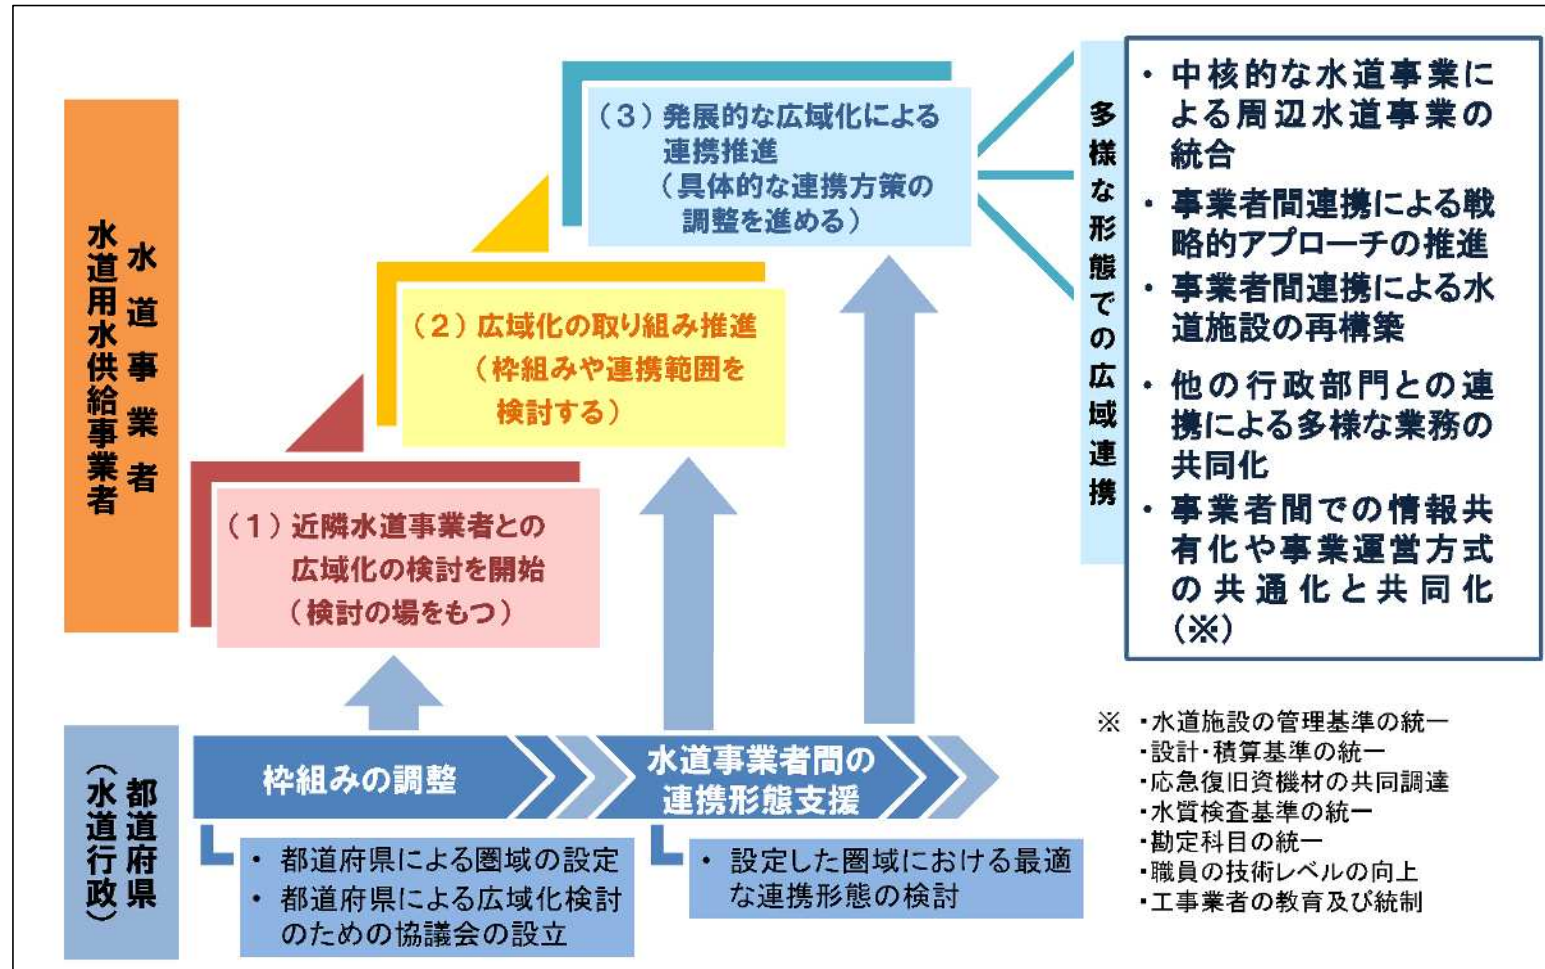 水道事業者
水道用水供給事業者
(1)近隣水道事業者との
広域化の検討を開始
(検討の場をもつ)
(2)広域化の取り組み推進
(枠組みや連携範囲を
検討する)
(3)発展的な広域化による
連携推進
(具体的な連携方策の
調整を進める)
多様な形態での広域連携
・中核的な水道事業に
よる周辺水道事業の
統合
・事業者間連携による戦
略的アプローチの推進
・事業者間連携による水
道施設の再構築
・他の行政部門との連
携による多様な業務の
共同化
・事業者間での情報共
有化や事業運営方式
の共通化と共同化
(※)
都道府県
(水道行政)
枠組みの調整
水道事業者間の
連携形態支援
・都道府県による圏域の設定
・都道府県による広域化検討
のための協議会の設立
・設定した圏域における最適
な連携形態の検討
※ ・水道施設の管理基準の統一
・設計・積算基準の統一
・応急復旧資機材の共同調達
・水質検査基準の統一
・勘定科目の統一
・職員の技術レベルの向上
・工事業者の教育及び統制